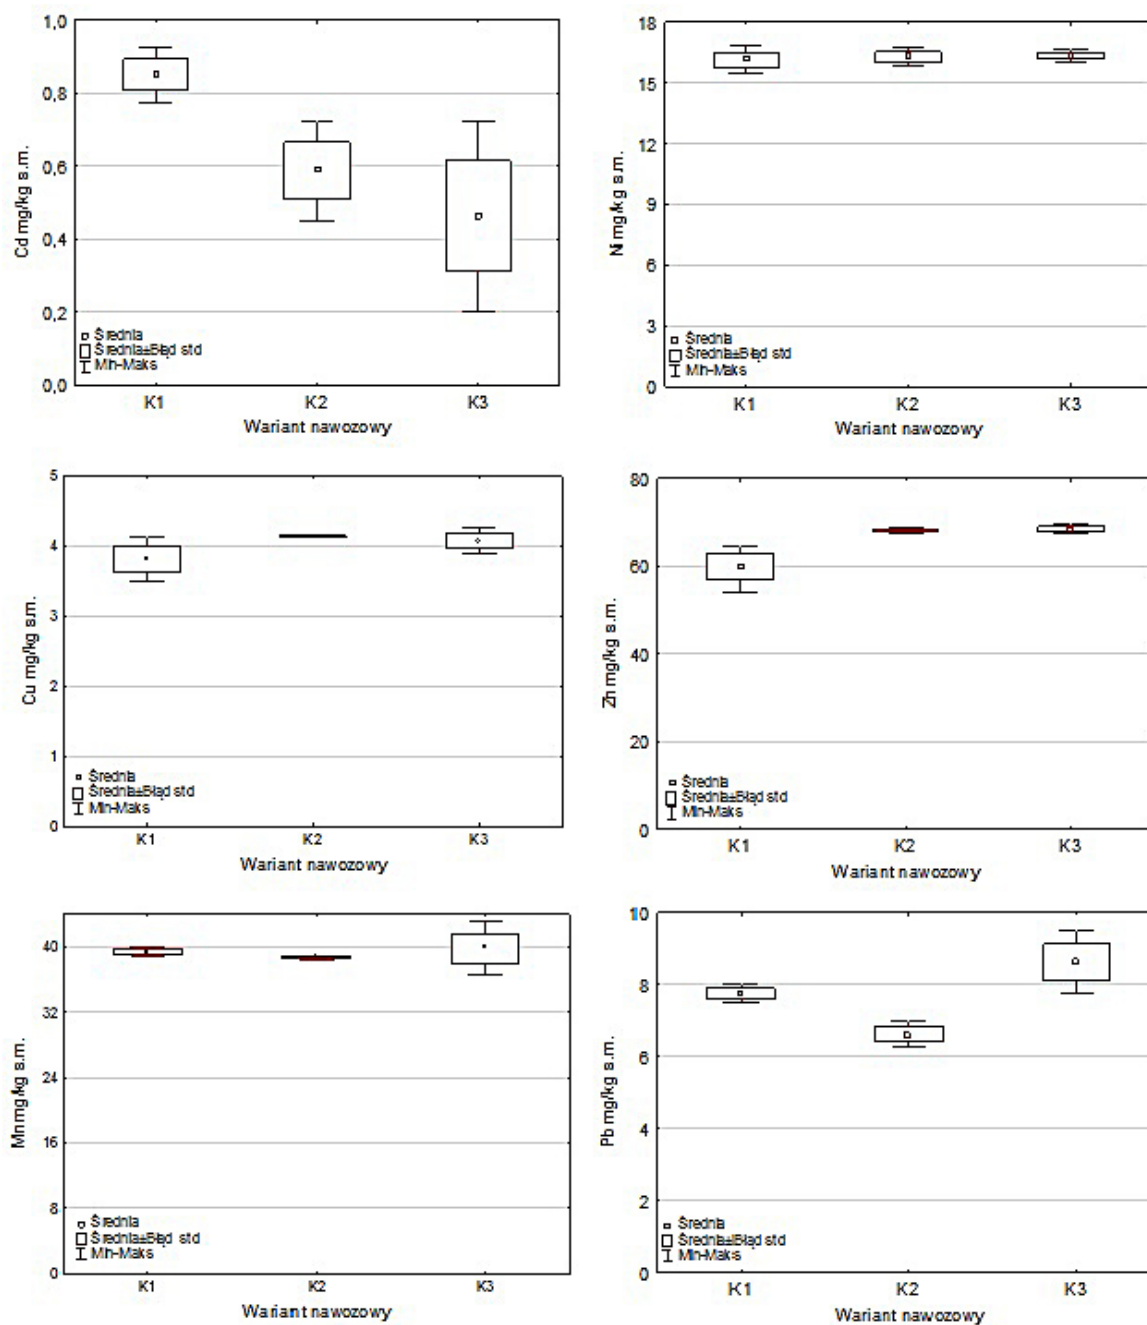 1,0
0,8
0,6
0,4
0,2
0,0
Cd mg/kg s.m.
Średnia
Średnia±Błąd std
Min-Maks
K1 K2 K3
Wariant nawozowy
18
15
12
9
6
3
0
Ni mg/kg s.m.
Średnia
Średnia±Błąd std
Min-Maks
K1 K2 K3
Wariant nawozowy
5
4
3
2
1
0
Cu mg/kg s.m.
Średnia
Średnia±Błąd std
Min-Maks
K1 K2 K3
Wariant nawozowy
80
60
40
20
0
Zn mg/kg s.m.
Średnia
Średnia±Błąd std
Min-Maks
K1 K2 K3
Wariant nawozowy
40
32
24
16
8
0
Mn mg/kg s.m.
Średnia
Średnia±Błąd std
Min-Maks
K1 K2 K3
Wariant nawozowy
10
8
6
4
2
0
Pb mg/kg s.m.
Średnia
Średnia±Błąd std
Min-Maks
K1 K2 K3
Wariant nawozowy